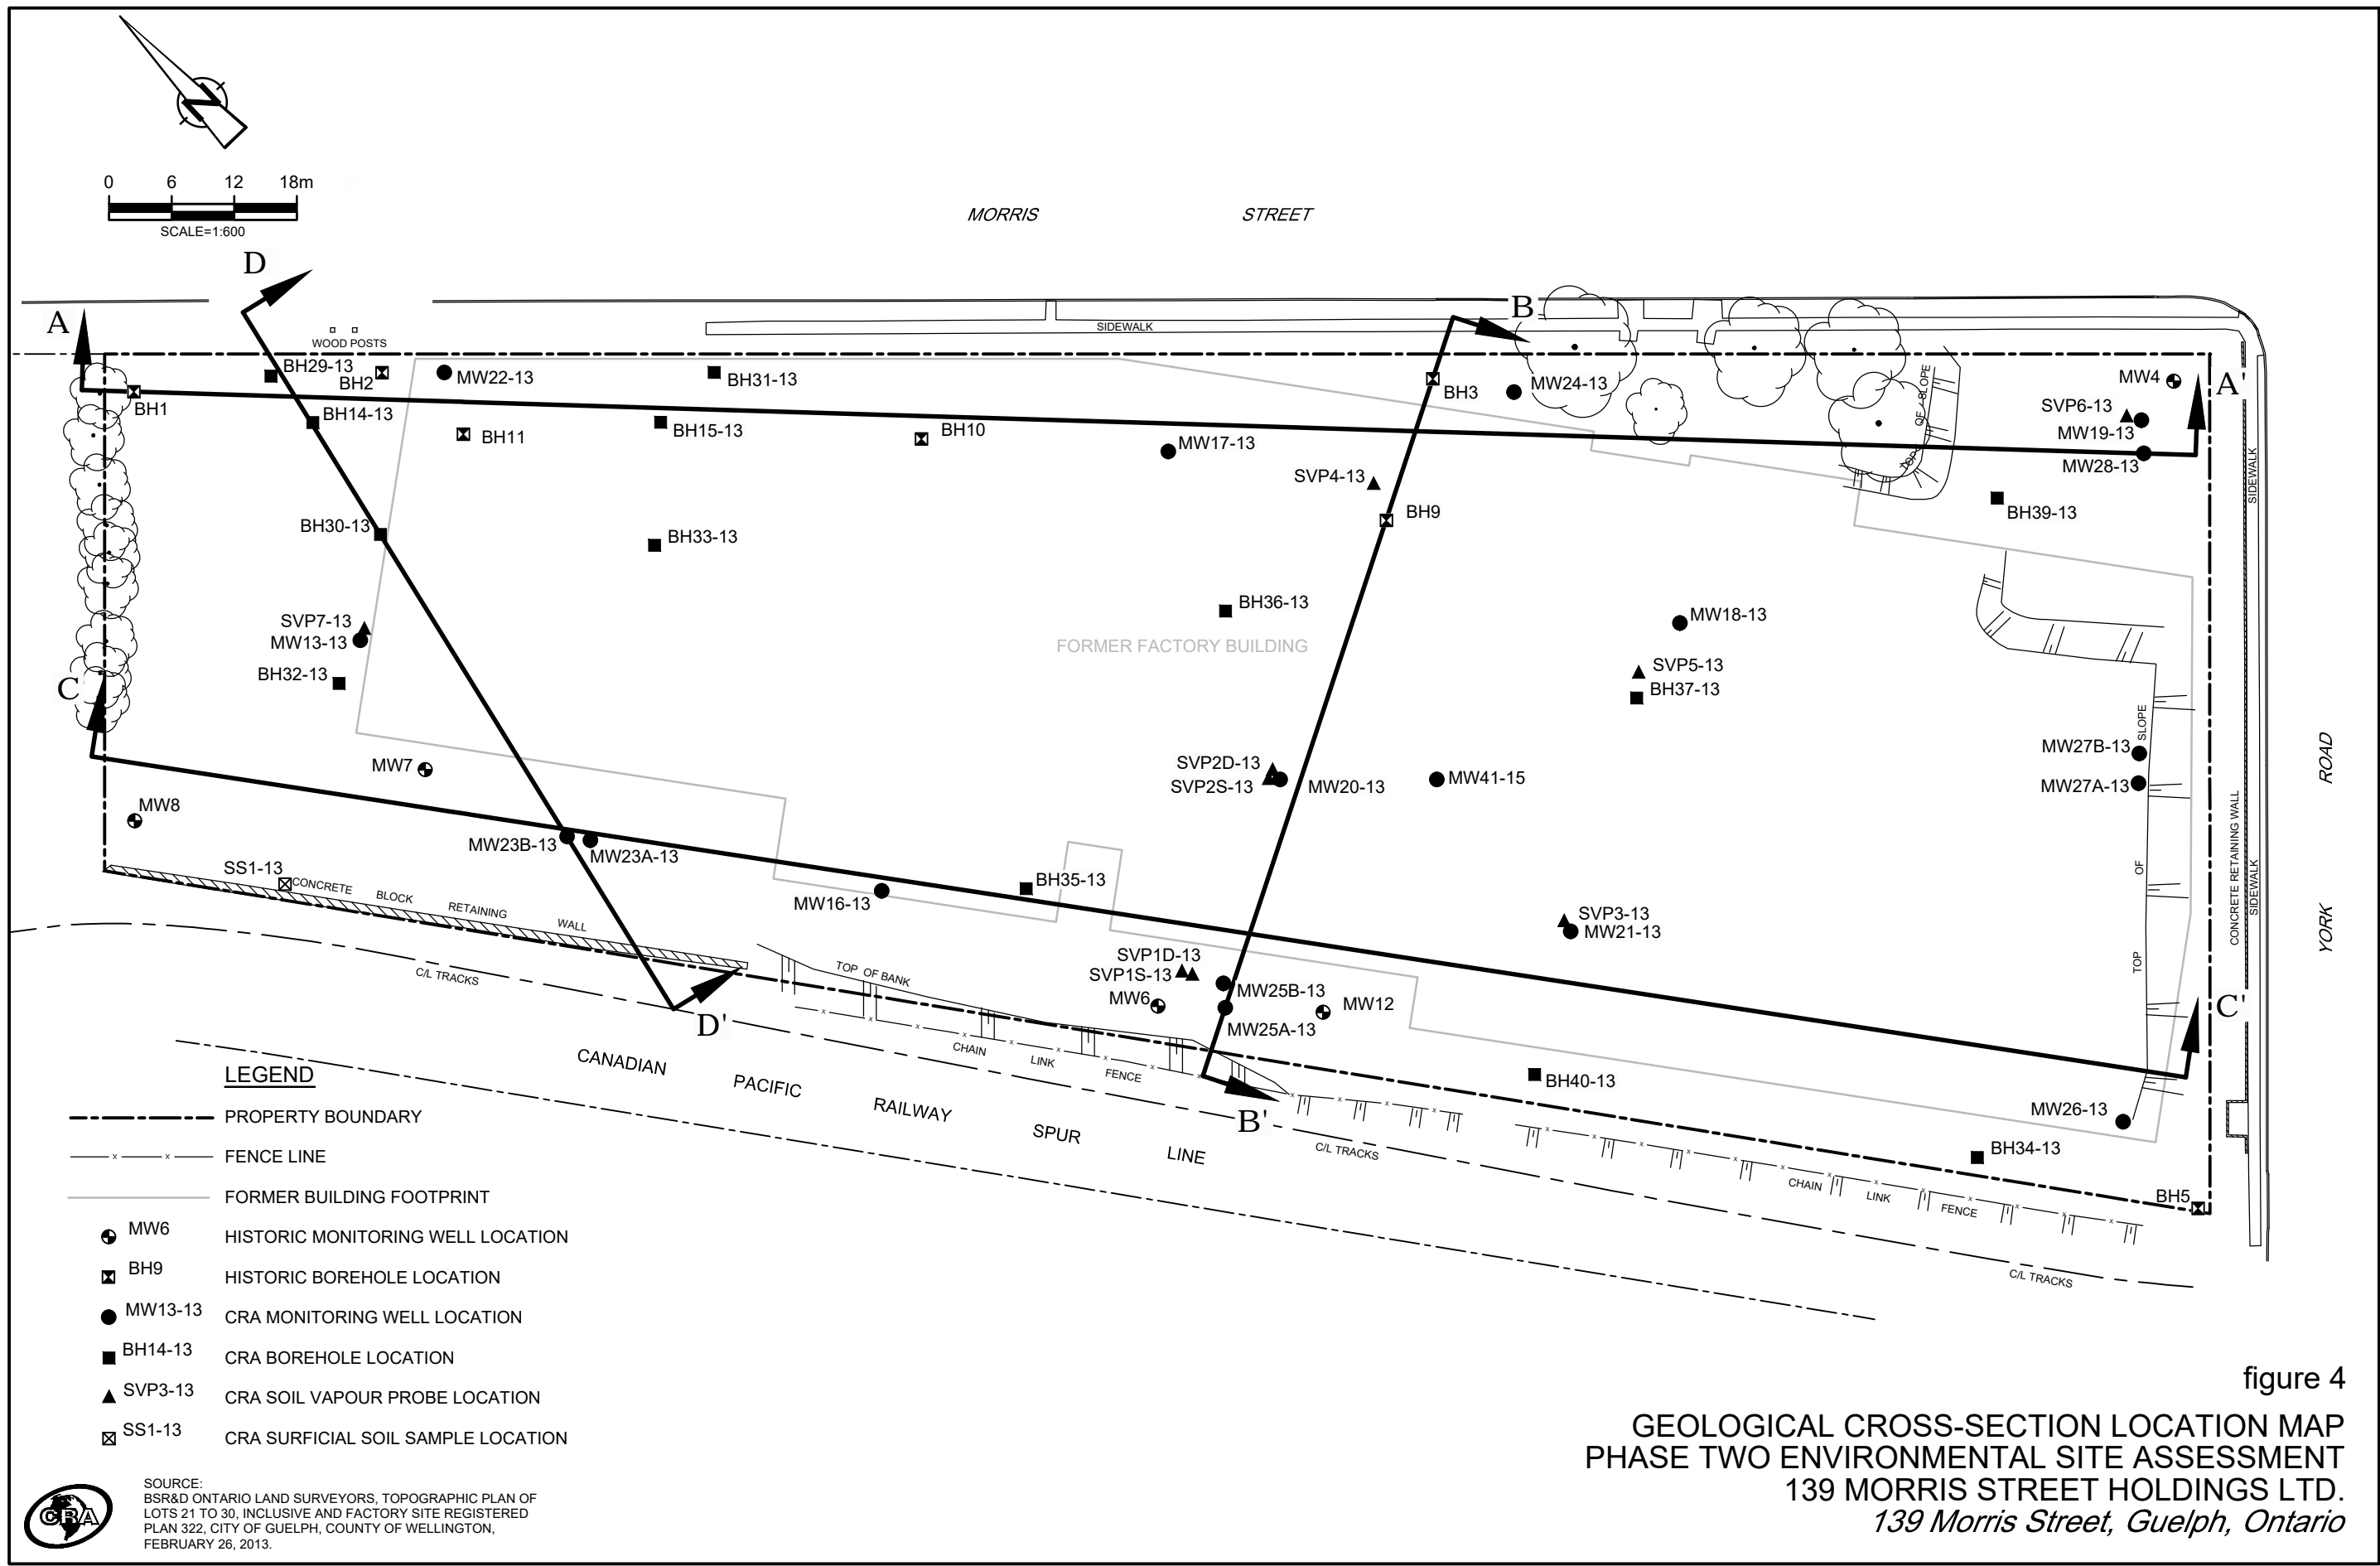 N
0 6 12 18m
SCALE=1:600
MORRIS STREET
D
A
B
WOOD POSTS
SIDEWALK
BH29-13
BH2
MW22-13
BH31-13
BH3
MW24-13
MW4
A'
BH1
BH14-13
BH11
BH15-13
BH10
MW17-13
TOP OF SLOPE
SVP6-13
MW19-13
MW28-13
SIDEWALK
SVP4-13
BH9
BH39-13
BH30-13
BH33-13
BH36-13
MW18-13
FORMER FACTORY BUILDING
SVP7-13
MW13-13
BH32-13
SVP5-13
BH37-13
C
MW7
SVP2D-13
SVP2S-13
MW20-13
MW41-15
MW27B-13
MW27A-13
TOP OF SLOPE
YORK ROAD
MW8
MW23B-13
MW23A-13
SS1-13
CONCRETE BLOCK RETAINING WALL
MW16-13
BH35-13
SVP3-13
MW21-13
CONCRETE RETAINING WALL
SIDEWALK
C/L TRACKS
TOP OF BANK
SVP1D-13
SVP1S-13
MW6
MW25B-13
MW25A-13
MW12
C'
D'
CHAIN LINK FENCE
B'
BH40-13
MW26-13
BH34-13
BH5
CANADIAN PACIFIC RAILWAY SPUR LINE
C/L TRACKS
CHAIN LINK FENCE
C/L TRACKS
LEGEND
PROPERTY BOUNDARY
x x FENCE LINE
FORMER BUILDING FOOTPRINT
MW6 HISTORIC MONITORING WELL LOCATION
BH9 HISTORIC BOREHOLE LOCATION
MW13-13 CRA MONITORING WELL LOCATION
BH14-13 CRA BOREHOLE LOCATION
SVP3-13 CRA SOIL VAPOUR PROBE LOCATION
SS1-13 CRA SURFICIAL SOIL SAMPLE LOCATION
CRA
SOURCE:
BSR&D ONTARIO LAND SURVEYORS, TOPOGRAPHIC PLAN OF
LOTS 21 TO 30, INCLUSIVE AND FACTORY SITE REGISTERED
PLAN 322, CITY OF GUELPH, COUNTY OF WELLINGTON,
FEBRUARY 26, 2013.
figure 4
GEOLOGICAL CROSS-SECTION LOCATION MAP
PHASE TWO ENVIRONMENTAL SITE ASSESSMENT
139 MORRIS STREET HOLDINGS LTD.
139 Morris Street, Guelph, Ontario